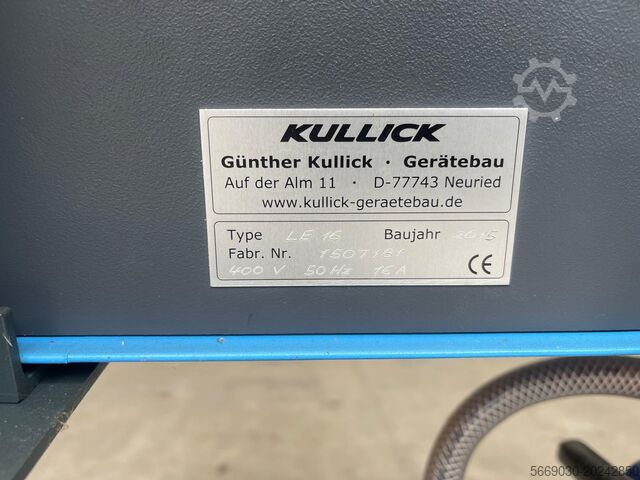 KULLICK
Günther Kullick · Gerätebau
Auf der Alm 11 · D-77743 Neuried
www.kullick-geraetebau.de
Type LE 16 Baujahr 2015
Fabr. Nr. 1507161
400 V 50 Hz 16 A CE
5669030-20242850